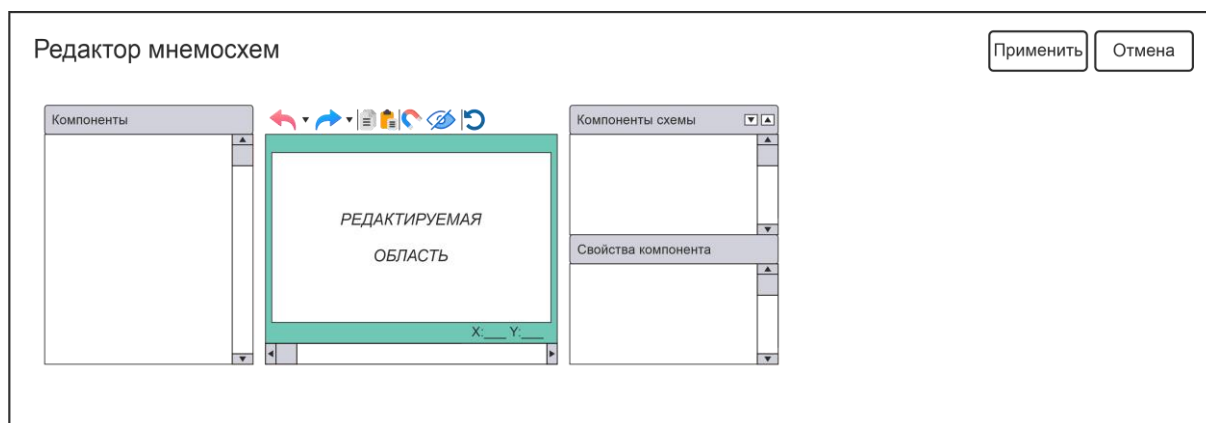 Редактор мнемосхем
Применить
Отмена
Компоненты
Компоненты схемы
РЕДАКТИРУЕМАЯ
ОБЛАСТЬ
Свойства компонента
X:___ Y:___